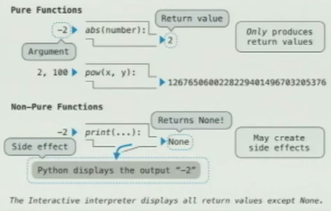 Pure Functions
Return value
-2 abs(number):
2
Only produces
return values
Argument
2, 100 pow(x, y):
1267650600228229401496703205376
Non-Pure Functions
Returns None!
-2 print(...):
None
May create
side effects
Side effect
Python displays the output "-2"
The Interactive interpreter displays all return values except None.